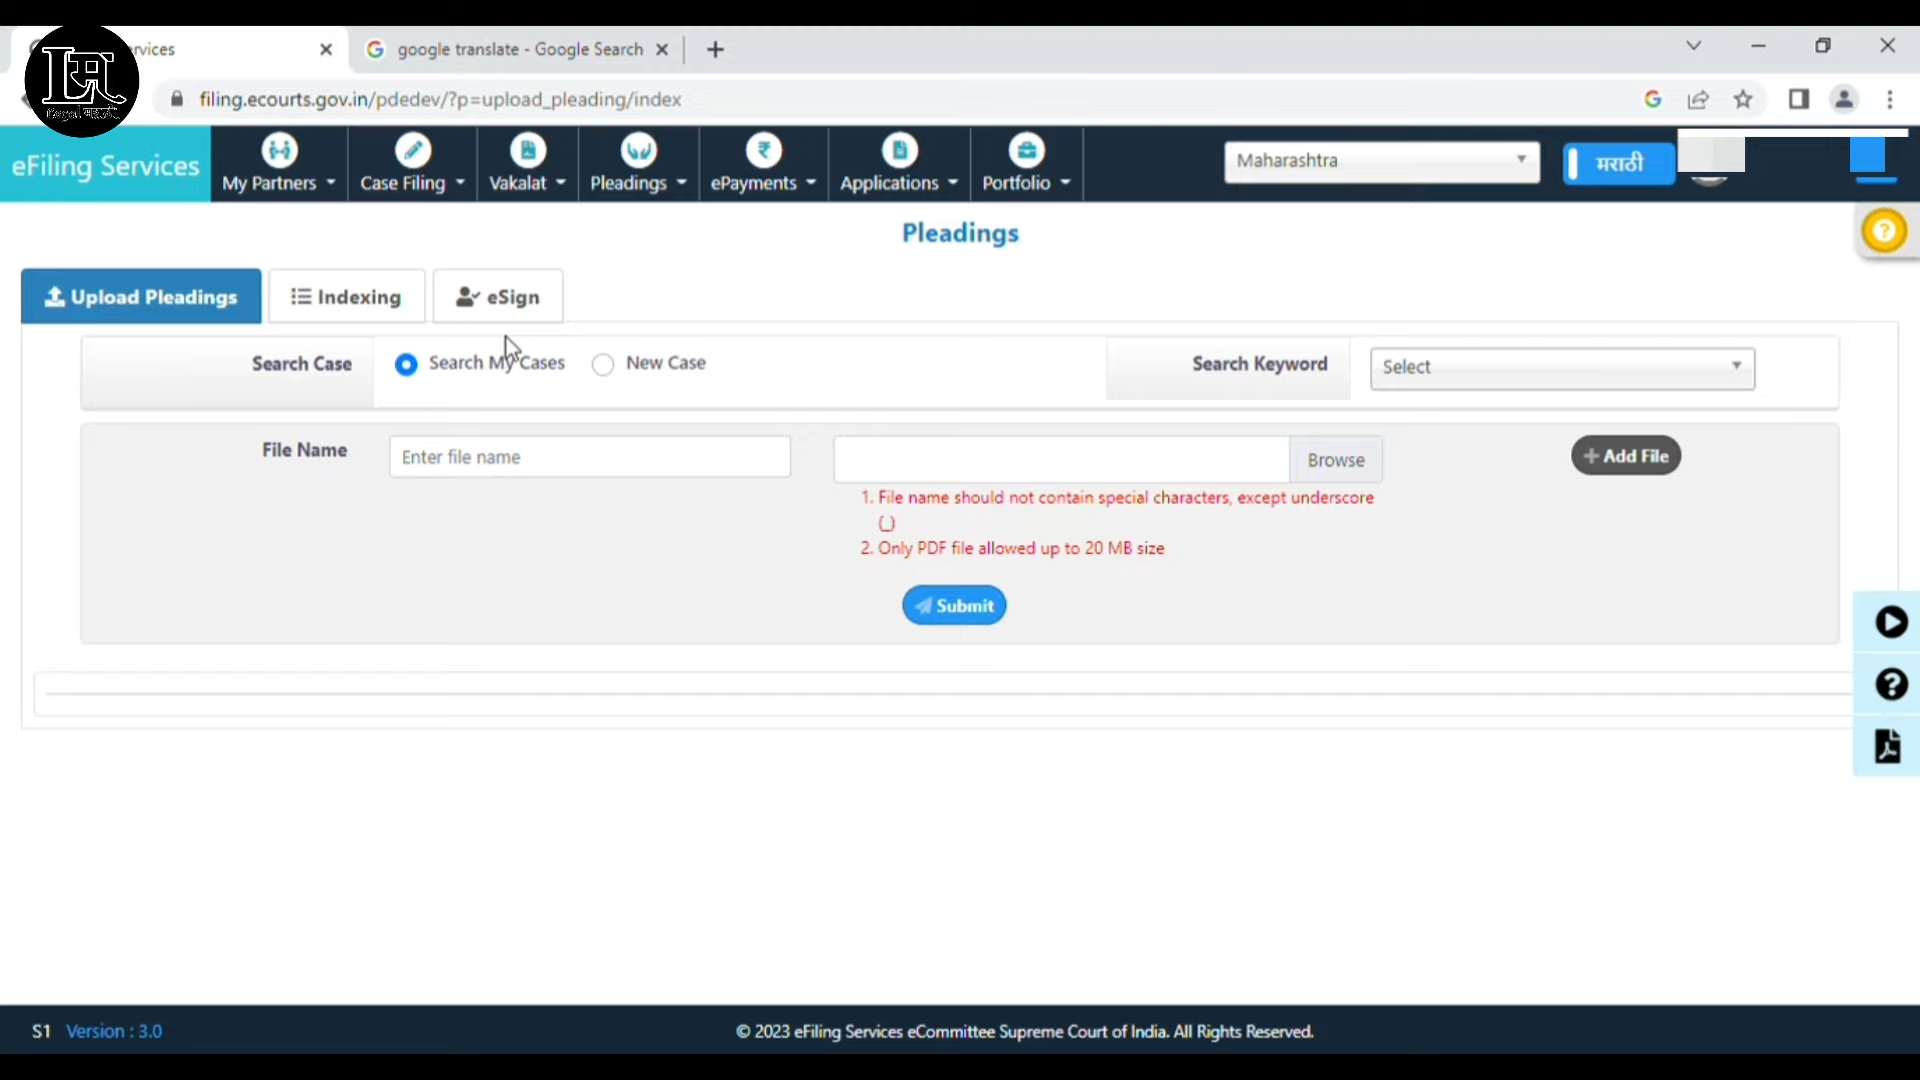 rvices
google translate - Google Search
filing.ecourts.gov.in/pdedev/?p=upload_pleading/index
eFiling Services
My Partners
Case Filing
Vakalat
Pleadings
ePayments
Applications
Portfolio
Maharashtra
मराठी
Pleadings
Upload Pleadings
Indexing
eSign
Search Case
Search My Cases
New Case
Search Keyword
Select
File Name
Enter file name
Browse
+ Add File
1. File name should not contain special characters, except underscore
(_)
2. Only PDF file allowed up to 20 MB size
Submit
S1 Version : 3.0
© 2023 eFiling Services eCommittee Supreme Court of India. All Rights Reserved.